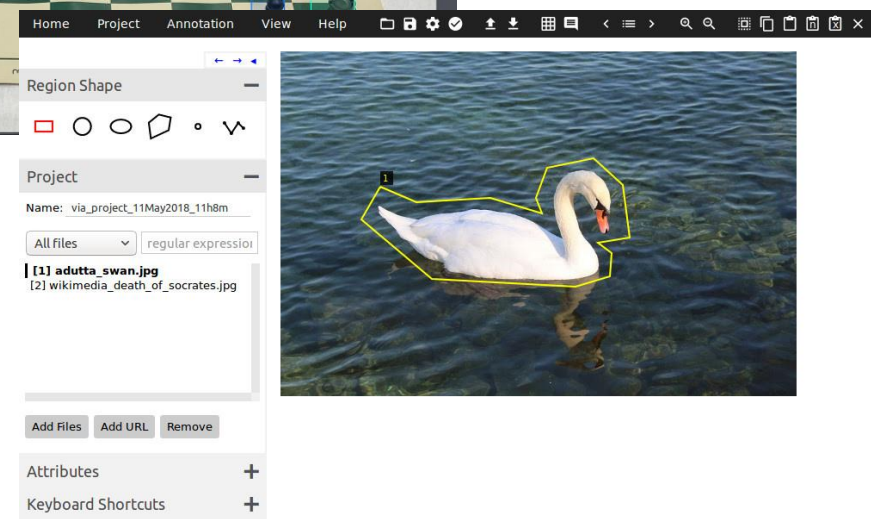 Home Project Annotation View Help
Region Shape
Project
Name: via_project_11May2018_11h8m
All files regular expression
[1] adutta_swan.jpg
[2] wikimedia_death_of_socrates.jpg
1
Add Files Add URL Remove
Attributes
Keyboard Shortcuts